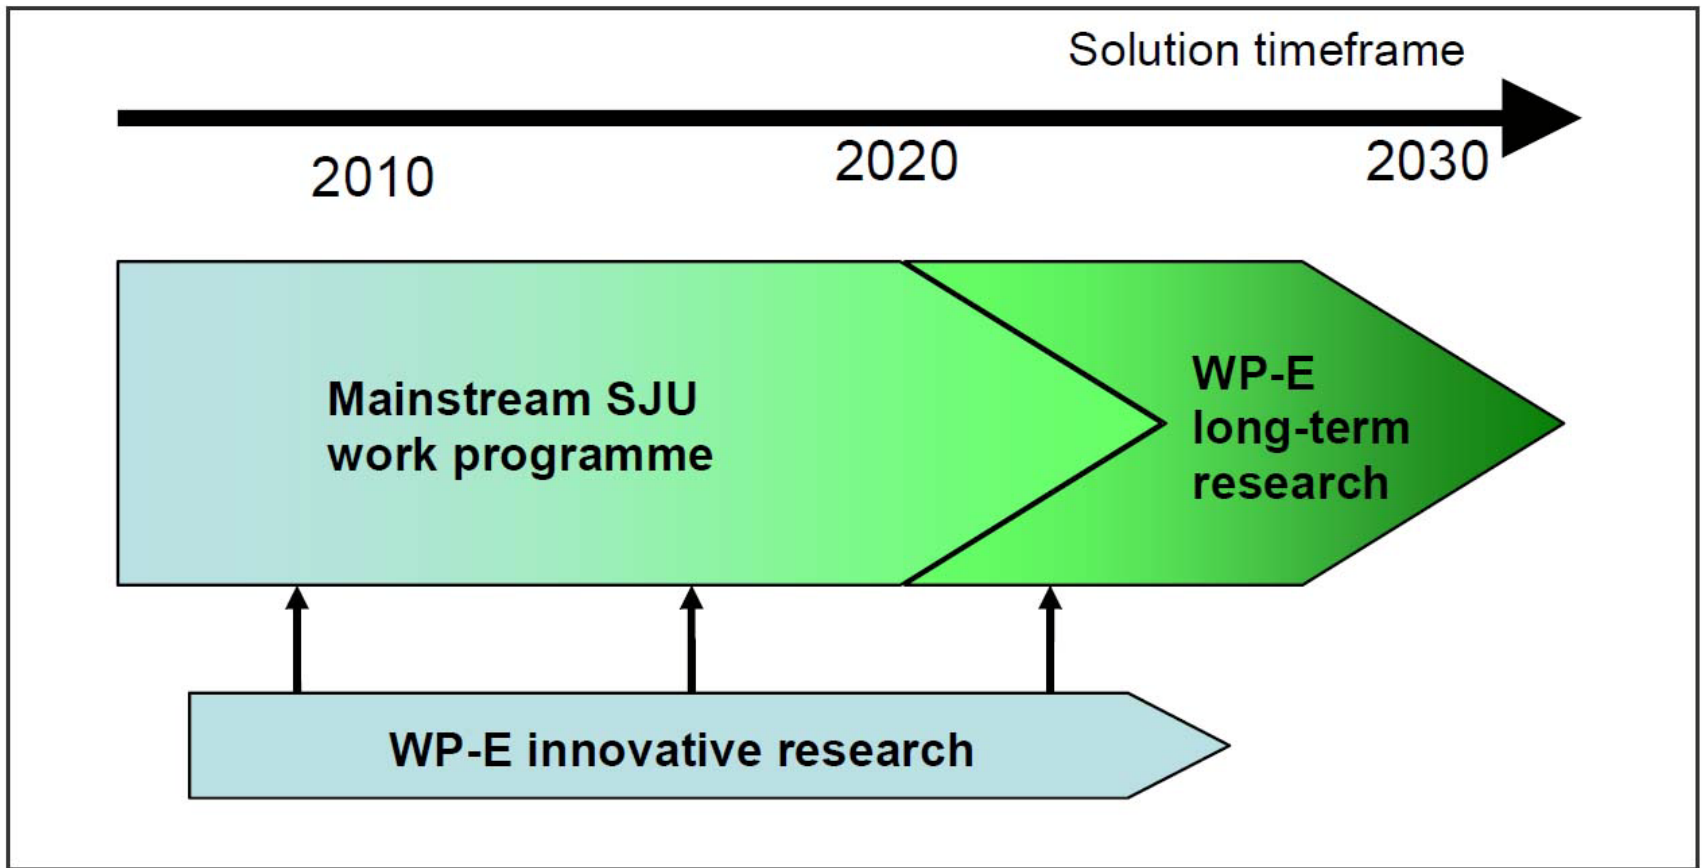 Solution timeframe
2010
2020
2030
Mainstream SJU
work programme
WP-E
long-term
research
WP-E innovative research